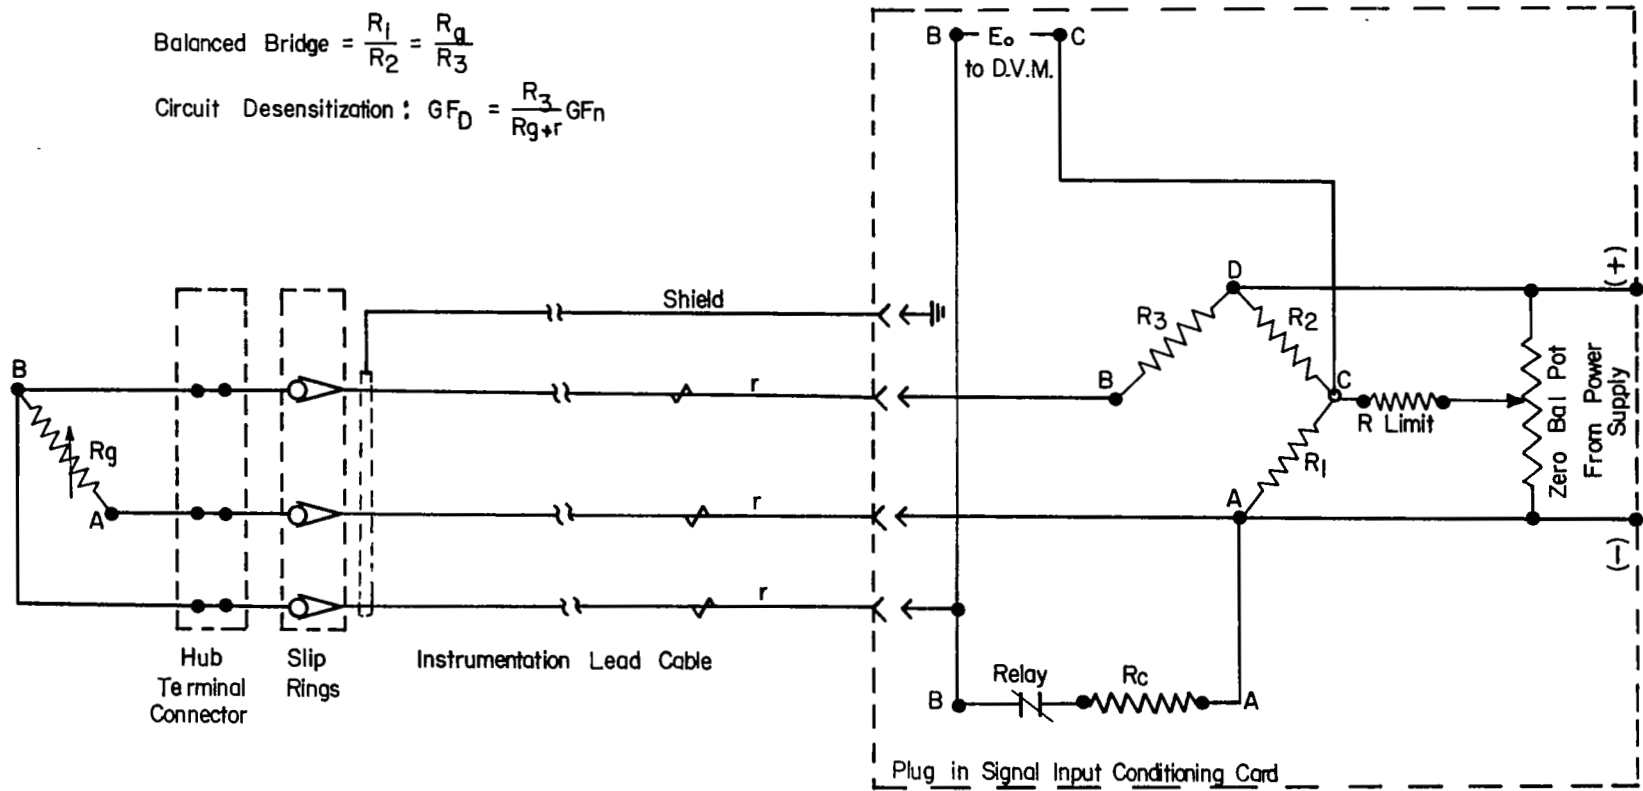 Balanced Bridge = R1/R2 = Rg/R3
Circuit Desensitization: GFD = R3/Rg+r GFn
B E₀ C
to D.V.M.
(+)
D
Shield
R3
R2
B
r
B
C
R Limit
Zero Bal Pot
From Power
Supply
Rg
R1
A
r
A
(-)
r
Hub
Terminal
Connector
Slip
Rings
Instrumentation Lead Cable
Relay
Rc
B
A
Plug in Signal Input Conditioning Card